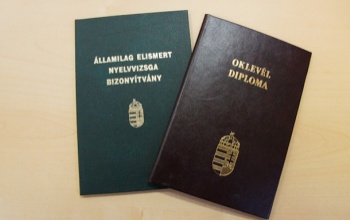 ÁLLAMILAG ELISMERT
NYELVVIZSGA
BIZONYÍTVÁNY
OKLEVÉL
DIPLOMA